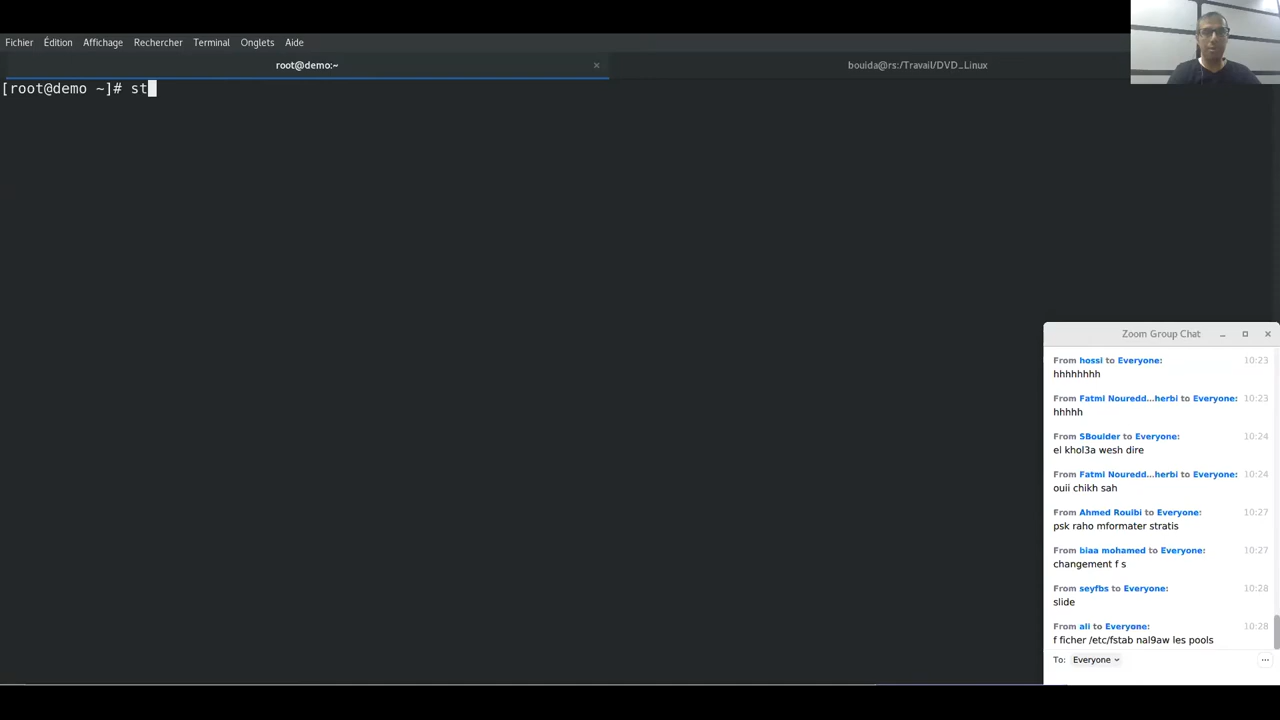 Fichier Édition Affichage Rechercher Terminal Onglets Aide
root@demo:~ × bouida@rs:/Travail/DVD_Linux
[root@demo ~]# st
Zoom Group Chat
From hossi to Everyone: 10:23
hhhhhhhh
From Fatmi Nouredd...herbi to Everyone: 10:23
hhhhh
From SBoulder to Everyone: 10:24
el khol3a wesh dire
From Fatmi Nouredd...herbi to Everyone: 10:24
ouii chikh sah
From Ahmed Rouibi to Everyone: 10:27
psk raho mformater stratis
From biaa mohamed to Everyone: 10:27
changement f s
From seyfbs to Everyone: 10:28
slide
From ali to Everyone: 10:28
f ficher /etc/fstab nal9aw les pools
To: Everyone